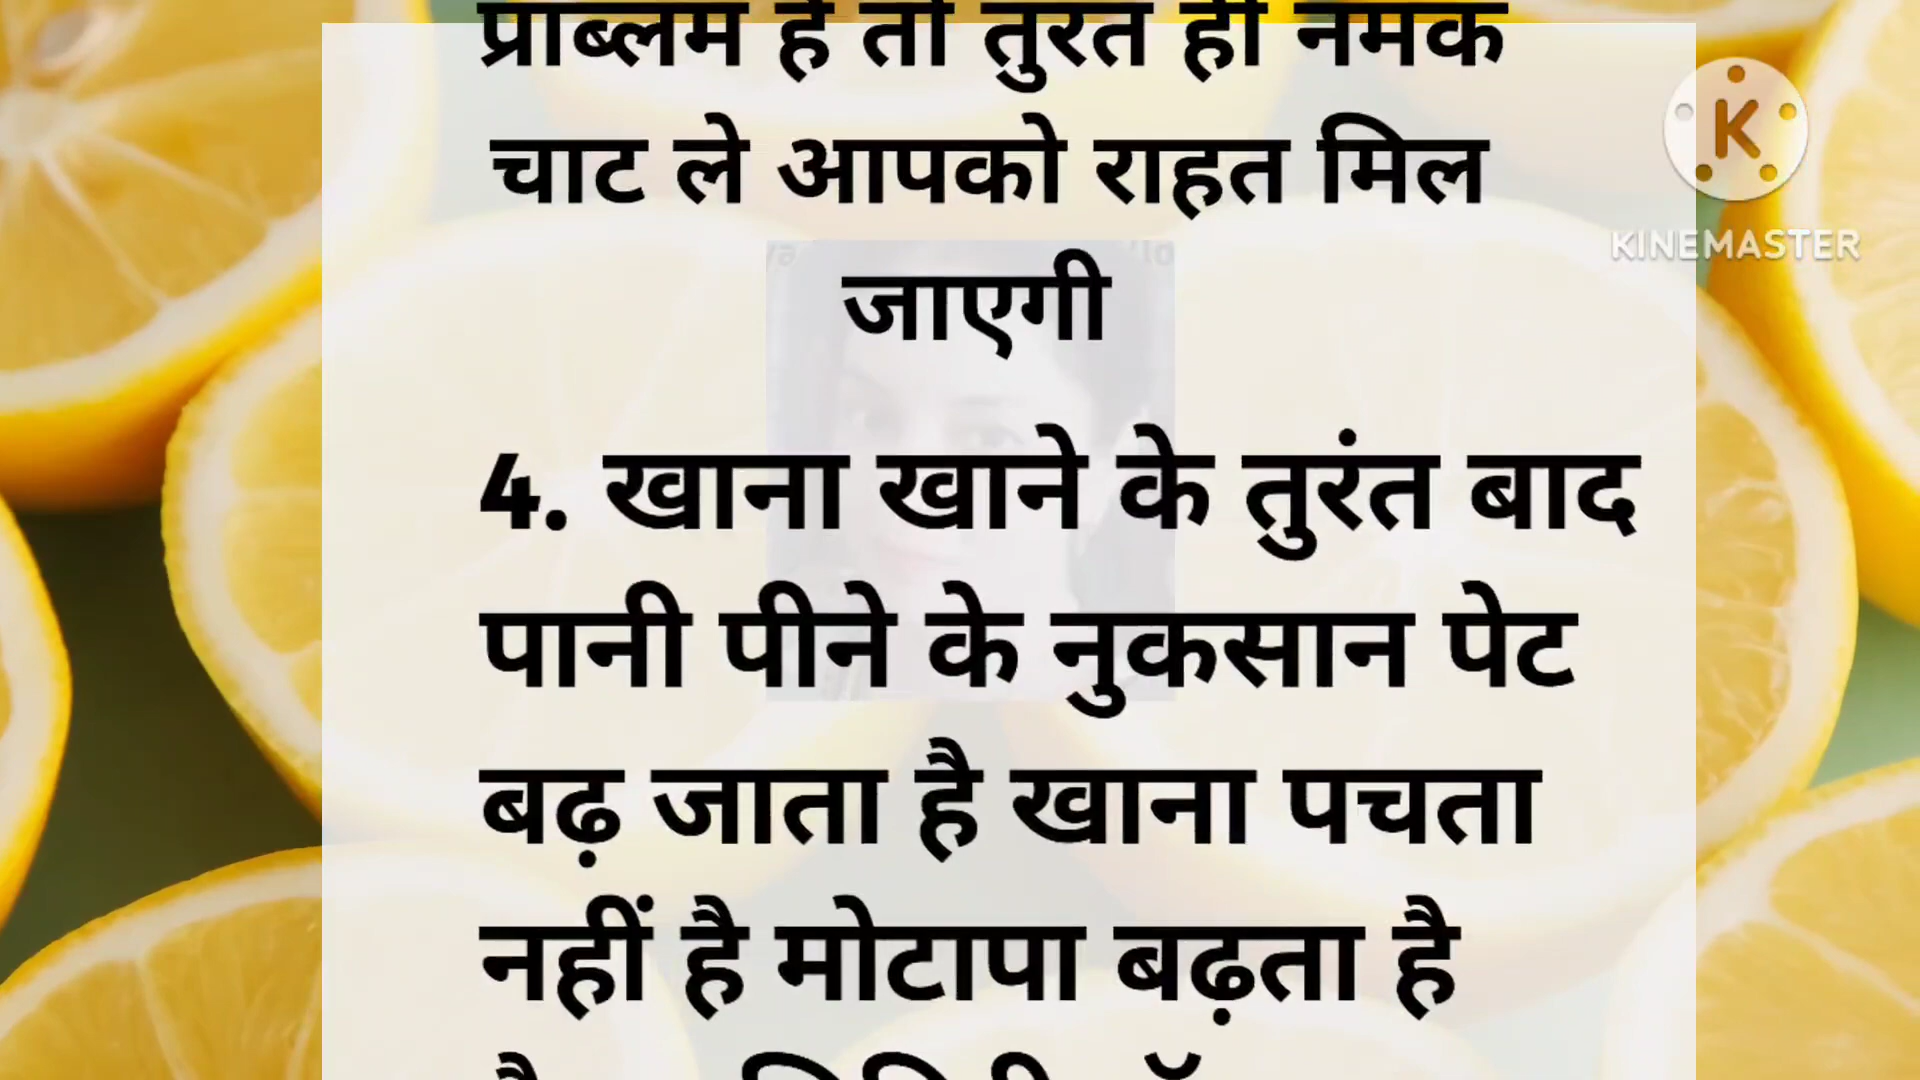 प्रॉब्लम है तो तुरंत ही नमक
चाट ले आपको राहत मिल
जाएगी
4. खाना खाने के तुरंत बाद
पानी पीने के नुकसान पेट
बढ़ जाता है खाना पचता
नहीं है मोटापा बढ़ता है
K
KINEMASTER